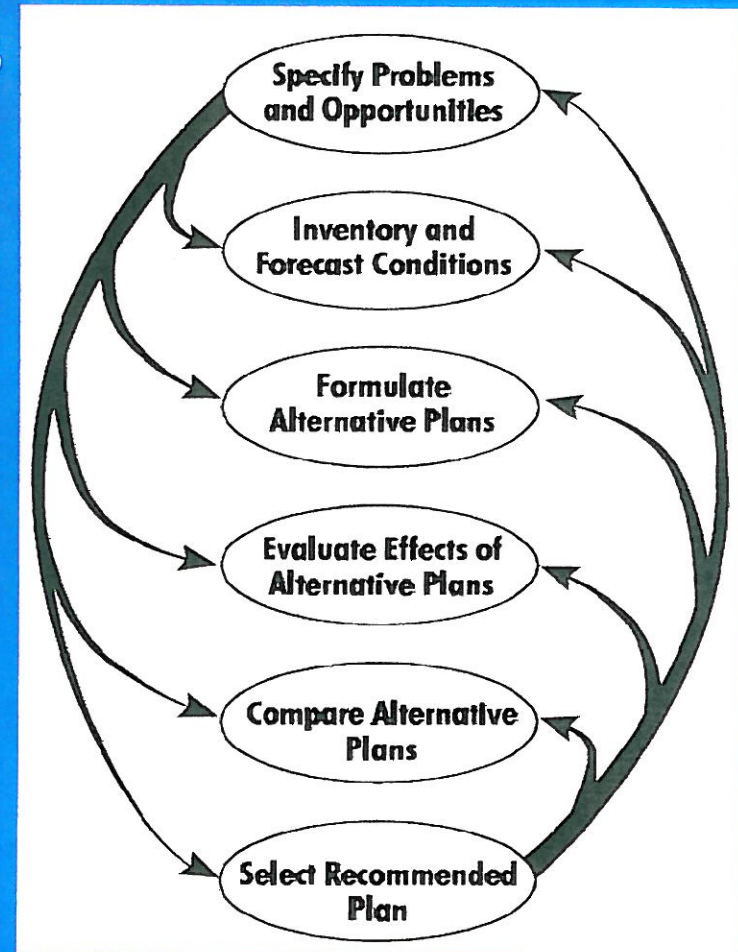 Specify Problems
and Opportunities
Inventory and
Forecast Conditions
Formulate
Alternative Plans
Evaluate Effects of
Alternative Plans
Compare Alternative
Plans
Select Recommended
Plan